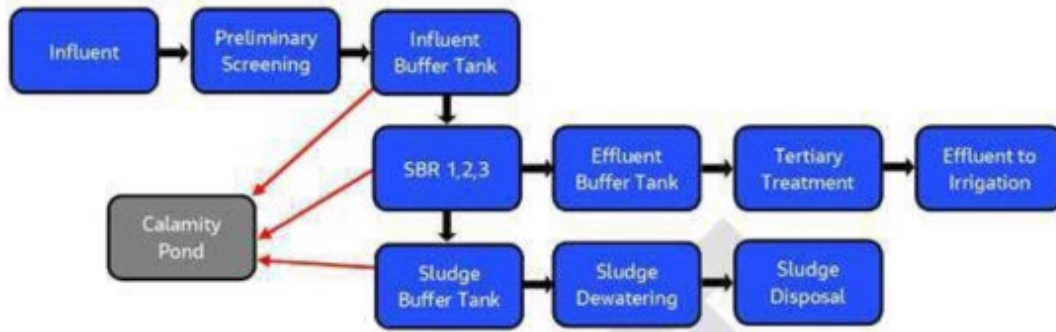 Influent
Preliminary
Screening
Influent
Buffer Tank
SBR 1,2,3
Effluent
Buffer Tank
Tertiary
Treatment
Effluent to
Irrigation
Calamity
Pond
Sludge
Buffer Tank
Sludge
Dewatering
Sludge
Disposal